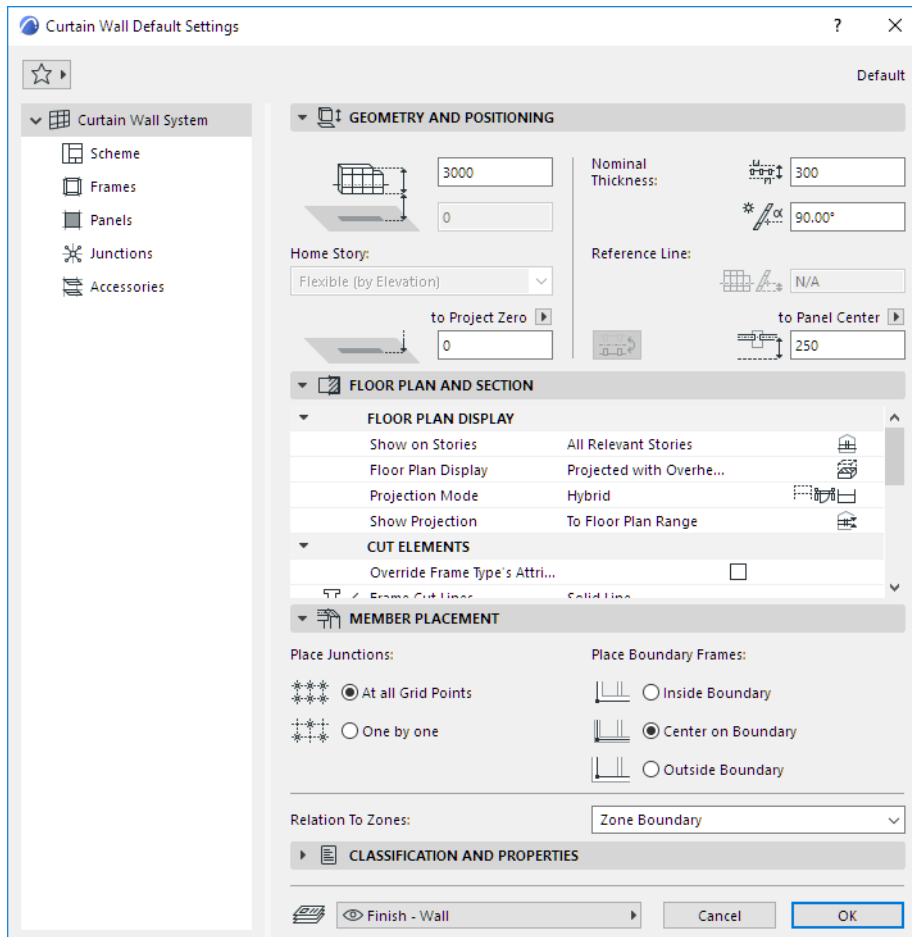 Curtain Wall Default Settings
?
Default
Curtain Wall System
Scheme
Frames
Panels
Junctions
Accessories
GEOMETRY AND POSITIONING
3000
0
Home Story:
Flexible (by Elevation)
to Project Zero
0
Nominal
Thickness:
300
α
90.00°
Reference Line:
N/A
to Panel Center
250
FLOOR PLAN AND SECTION
FLOOR PLAN DISPLAY
Show on Stories All Relevant Stories
Floor Plan Display Projected with Overhe...
Projection Mode Hybrid
Show Projection To Floor Plan Range
CUT ELEMENTS
Override Frame Type's Attri...
Frame Cut Lines Solid Line
MEMBER PLACEMENT
Place Junctions:
At all Grid Points
One by one
Place Boundary Frames:
Inside Boundary
Center on Boundary
Outside Boundary
Relation To Zones: Zone Boundary
CLASSIFICATION AND PROPERTIES
Finish - Wall
Cancel
OK